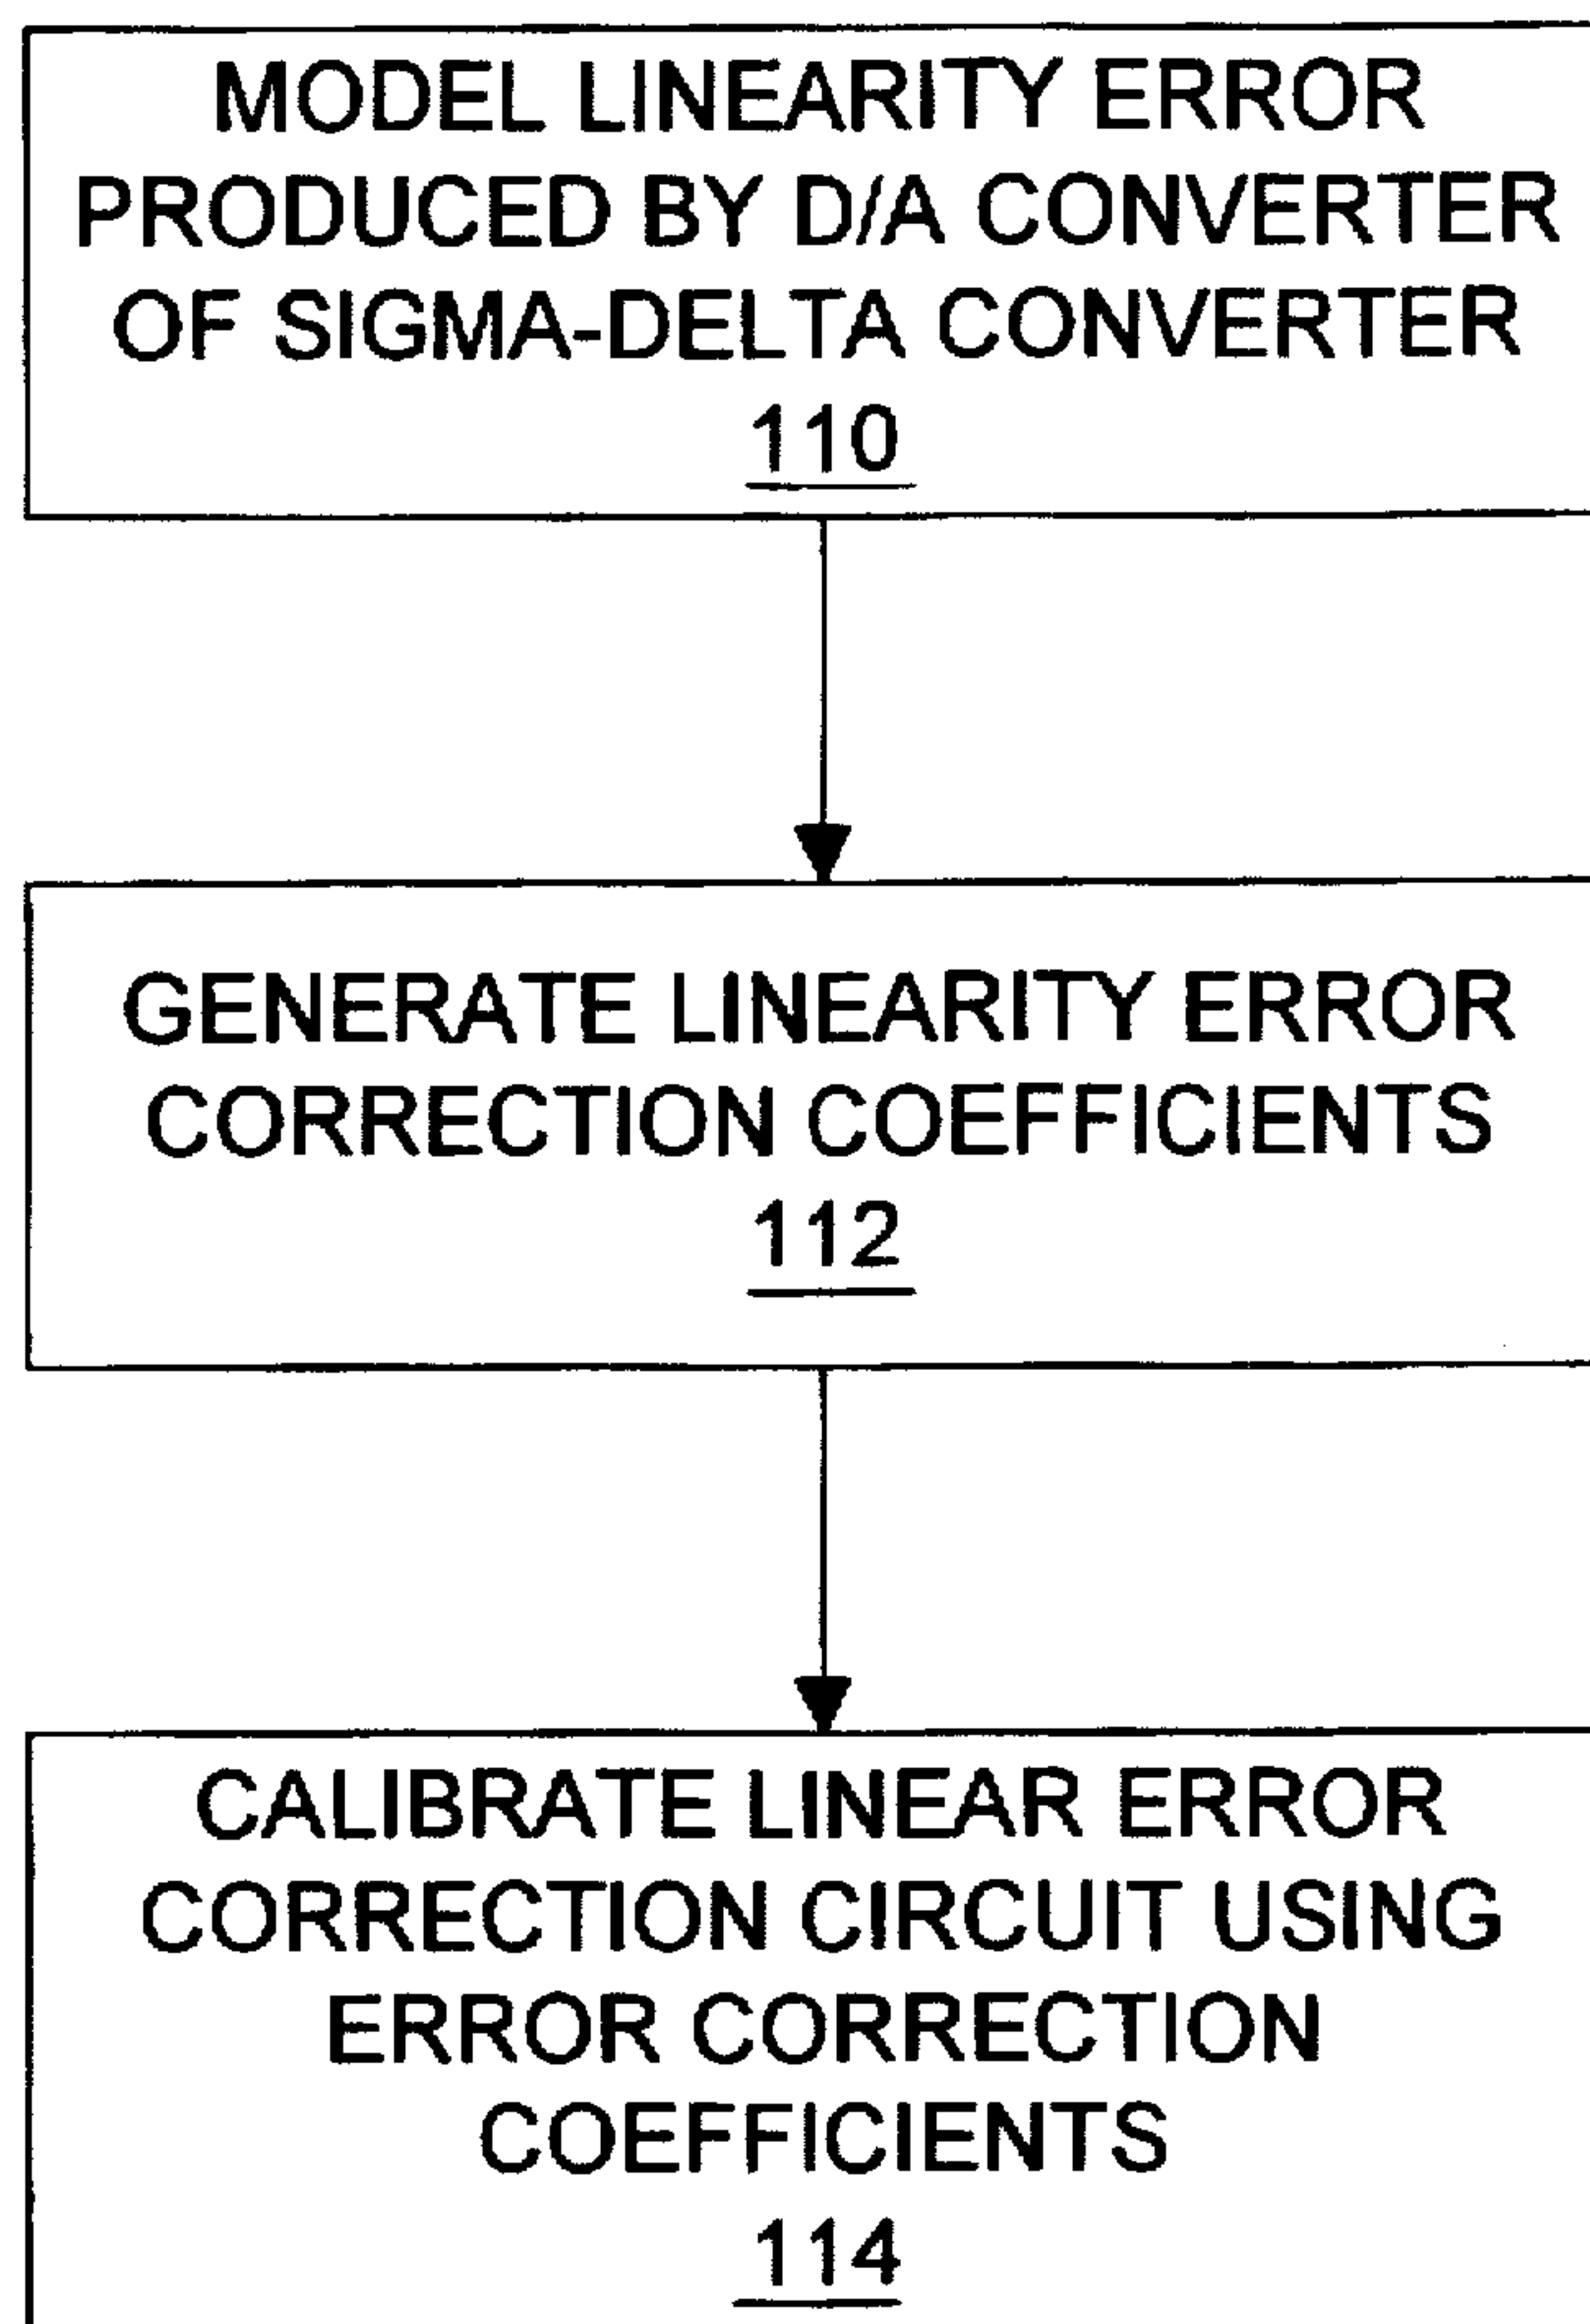 MODEL LINEARITY ERROR
PRODUCED BY D/A CONVERTER
OF SIGMA-DELTA CONVERTER
110
GENERATE LINEARITY ERROR
CORRECTION COEFFICIENTS
112
CALIBRATE LINEAR ERROR
CORRECTION CIRCUIT USING
ERROR CORRECTION
COEFFICIENTS
114